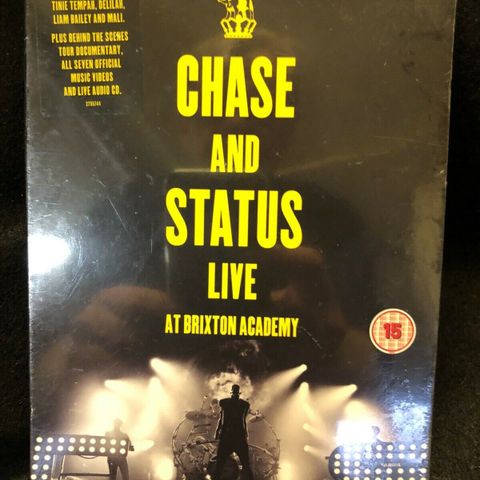 TINIE TEMPAH, DELILAH,
LIAM BAILEY AND MALI.
PLUS BEHIND THE SCENES
TOUR DOCUMENTARY,
ALL SEVEN OFFICIAL
MUSIC VIDEOS
AND LIVE AUDIO CD.
2785744
CHASE
AND
STATUS
LIVE
AT BRIXTON ACADEMY
15